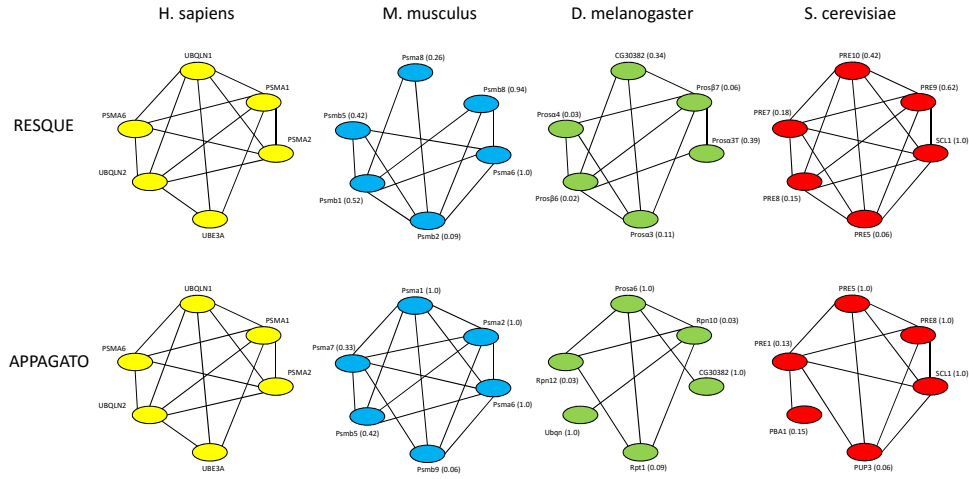 H. sapiens
M. musculus
D. melanogaster
S. cerevisiae
RESQUE
UBQLN1
PSMA1
PSMA6
PSMA2
UBQLN2
UBE3A
Psma8 (0.26)
Psmb8 (0.94)
Psmb5 (0.42)
Psma6 (1.0)
Psmb1 (0.52)
Psmb2 (0.09)
CG30382 (0.34)
Prosβ7 (0.06)
Prosα4 (0.03)
Prosα3T (0.39)
Prosβ6 (0.02)
Prosα3 (0.11)
PRE10 (0.42)
PRE9 (0.62)
PRE7 (0.18)
SCL1 (1.0)
PRE8 (0.15)
PRE5 (0.06)
APPAGATO
UBQLN1
PSMA1
PSMA6
PSMA2
UBQLN2
UBE3A
Psma1 (1.0)
Psma2 (1.0)
Psma7 (0.33)
Psma6 (1.0)
Psmb5 (0.42)
Psmb9 (0.06)
Prosa6 (1.0)
Rpn10 (0.03)
Rpn12 (0.03)
CG30382 (1.0)
Ubqn (1.0)
Rpt1 (0.09)
PRE5 (1.0)
PRE8 (1.0)
PRE1 (0.13)
SCL1 (1.0)
PBA1 (0.15)
PUP3 (0.06)